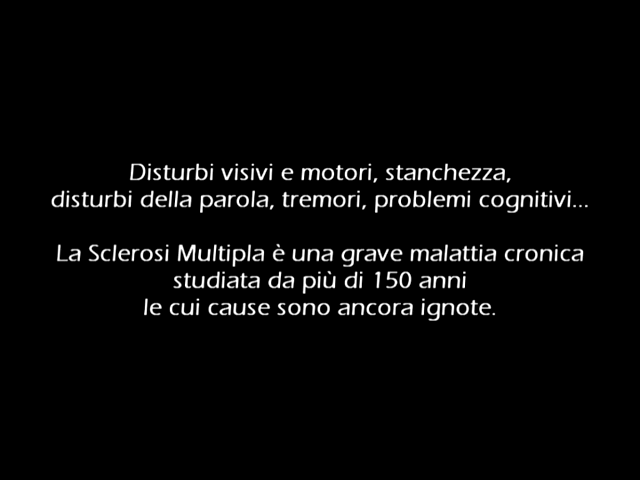 Disturbi visivi e motori, stanchezza,
disturbi della parola, tremori, problemi cognitivi...
La Sclerosi Multipla è una grave malattia cronica
studiata da più di 150 anni
le cui cause sono ancora ignote.